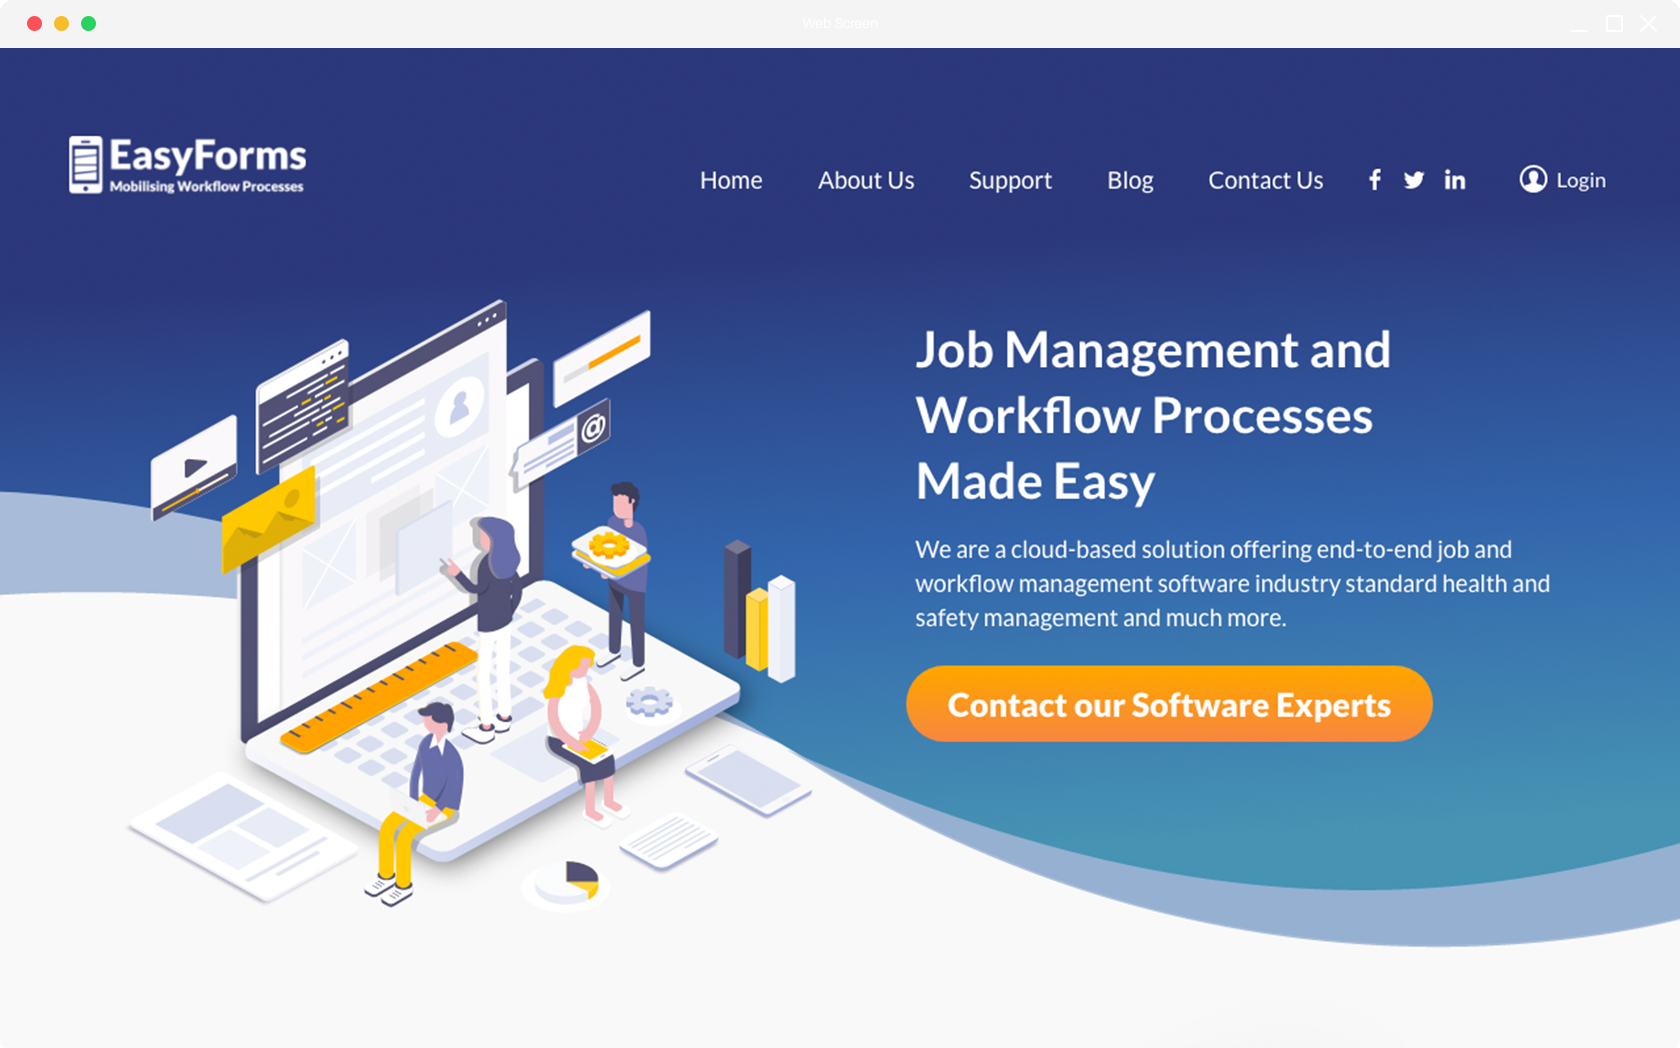 Web Screen
EasyForms
Mobilising Workflow Processes
Home
About Us
Support
Blog
Contact Us
f
in
Login
@
Job Management and
Workflow Processes
Made Easy
We are a cloud-based solution offering end-to-end job and
workflow management software industry standard health and
safety management and much more.
Contact our Software Experts